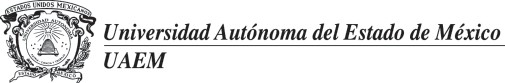 ESTADOS UNIDOS MEXICANOS
Universidad Autónoma del Estado de México
UAEM